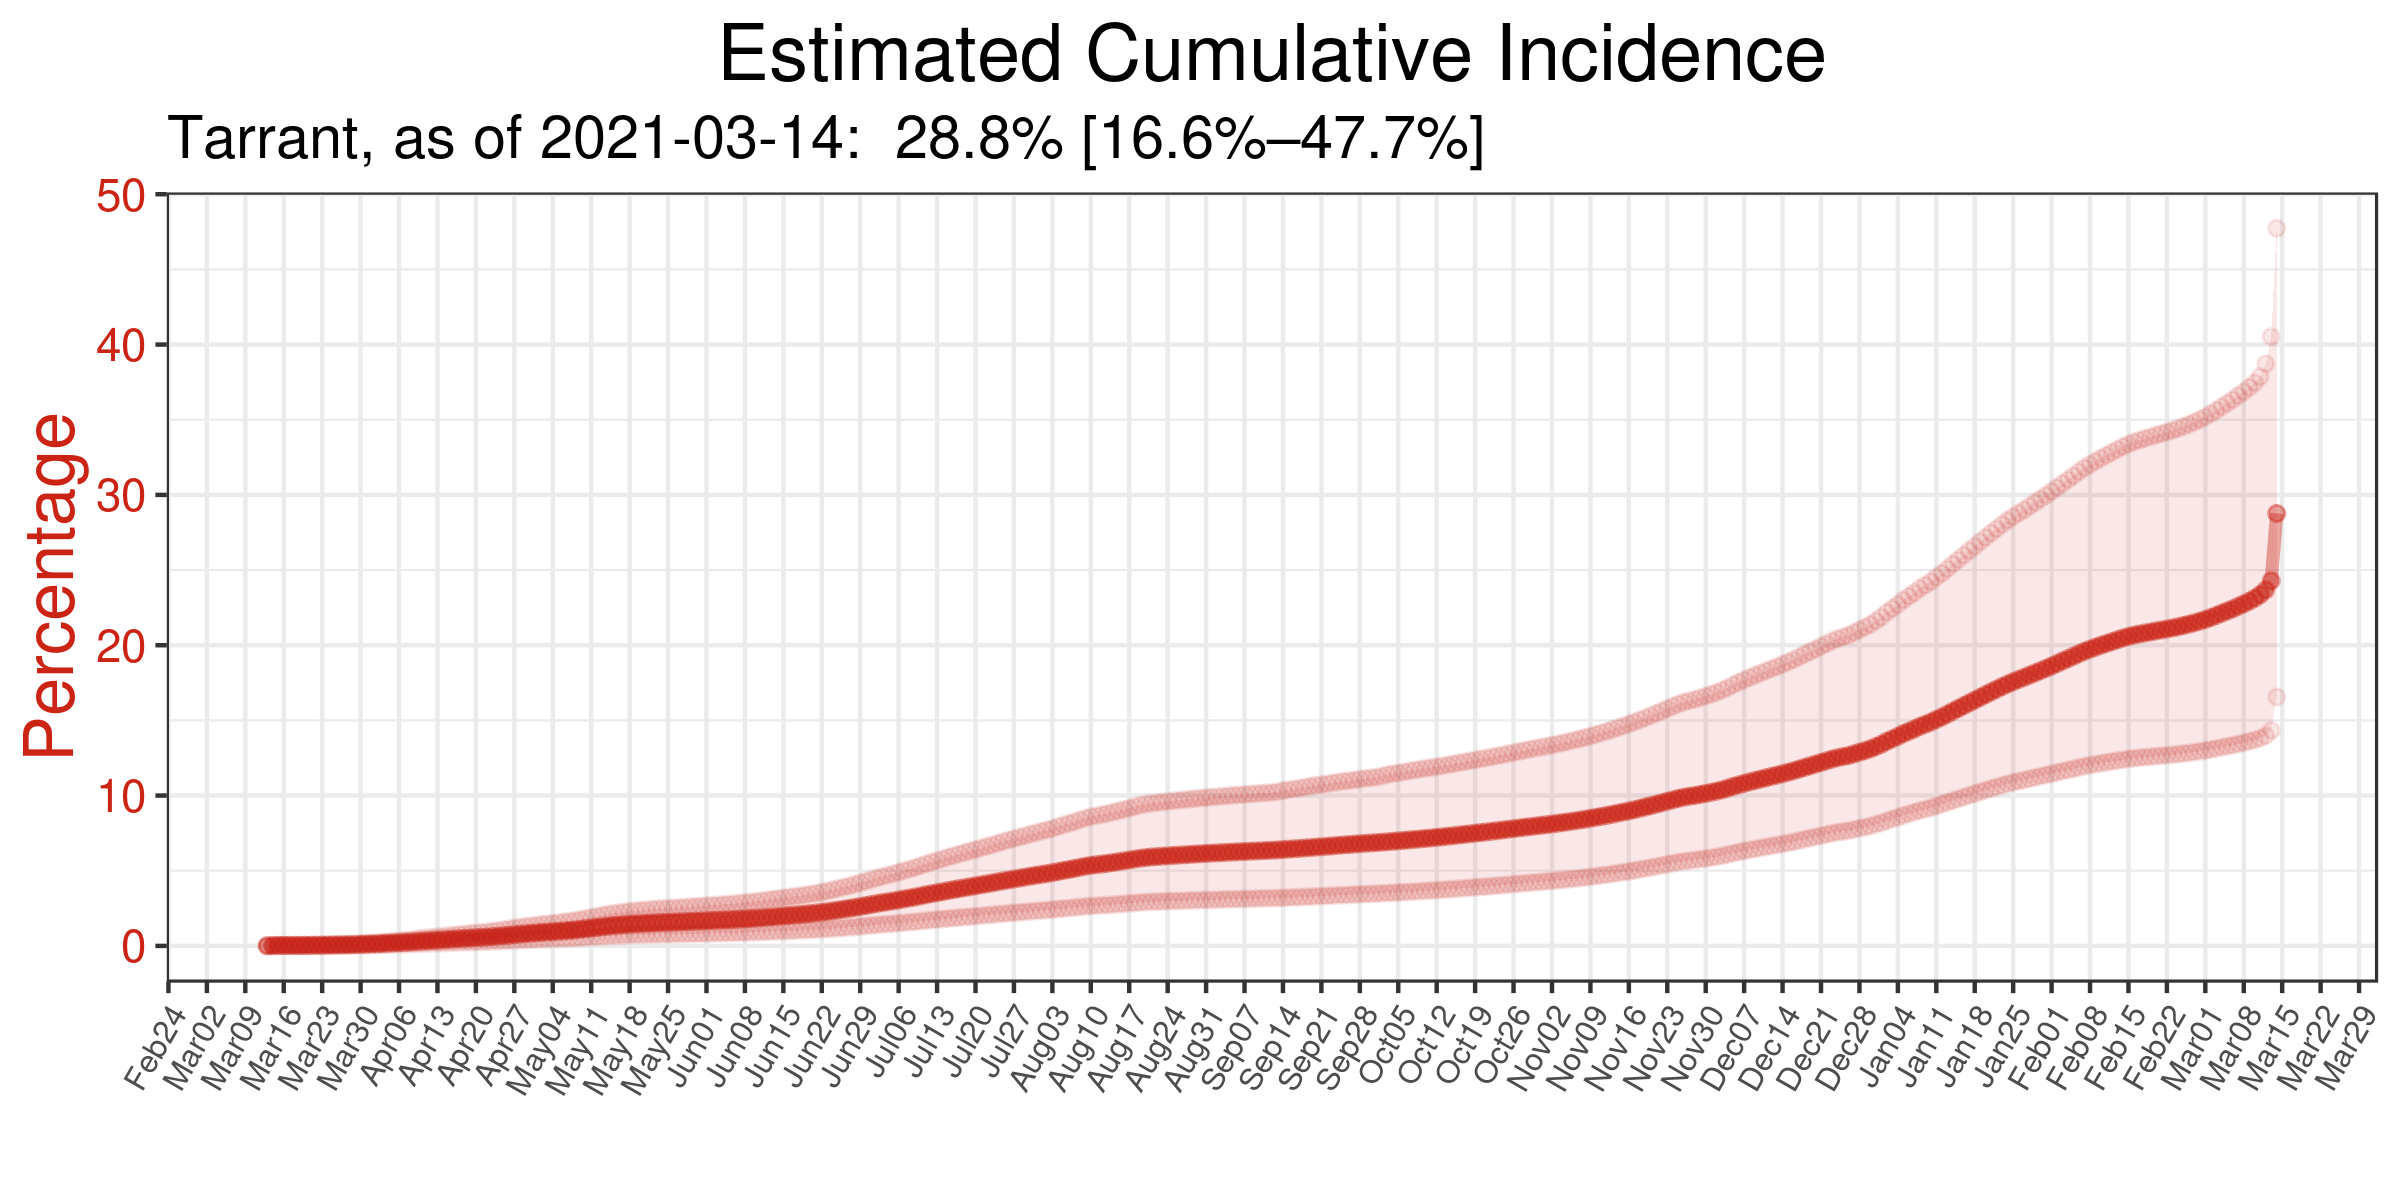 Estimated Cumulative Incidence
Tarrant, as of 2021-03-14:  28.8% [16.6%–47.7%]
Percentage
50
40
30
20
10
0
Feb24
Mar02
Mar09
Mar16
Mar23
Mar30
Apr06
Apr13
Apr20
Apr27
May04
May11
May18
May25
Jun01
Jun08
Jun15
Jun22
Jun29
Jul06
Jul13
Jul20
Jul27
Aug03
Aug10
Aug17
Aug24
Aug31
Sep07
Sep14
Sep21
Sep28
Oct05
Oct12
Oct19
Oct26
Nov02
Nov09
Nov16
Nov23
Nov30
Dec07
Dec14
Dec21
Dec28
Jan04
Jan11
Jan18
Jan25
Feb01
Feb08
Feb15
Feb22
Mar01
Mar08
Mar15
Mar22
Mar29